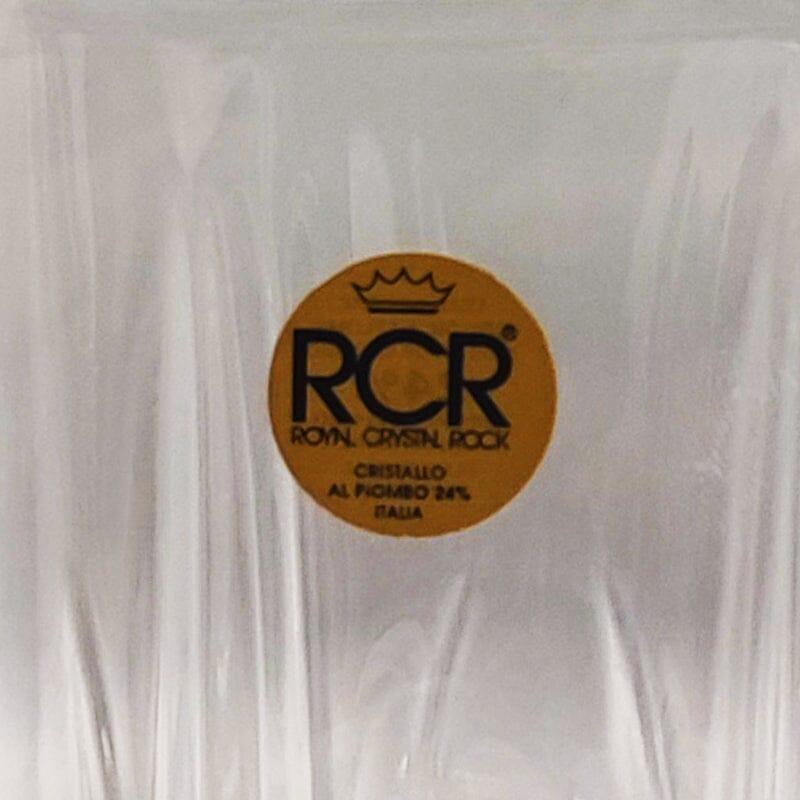 RCR®
ROYAL CRYSTAL ROCK
CRISTALLO
AL PIOMBO 24%
ITALIA